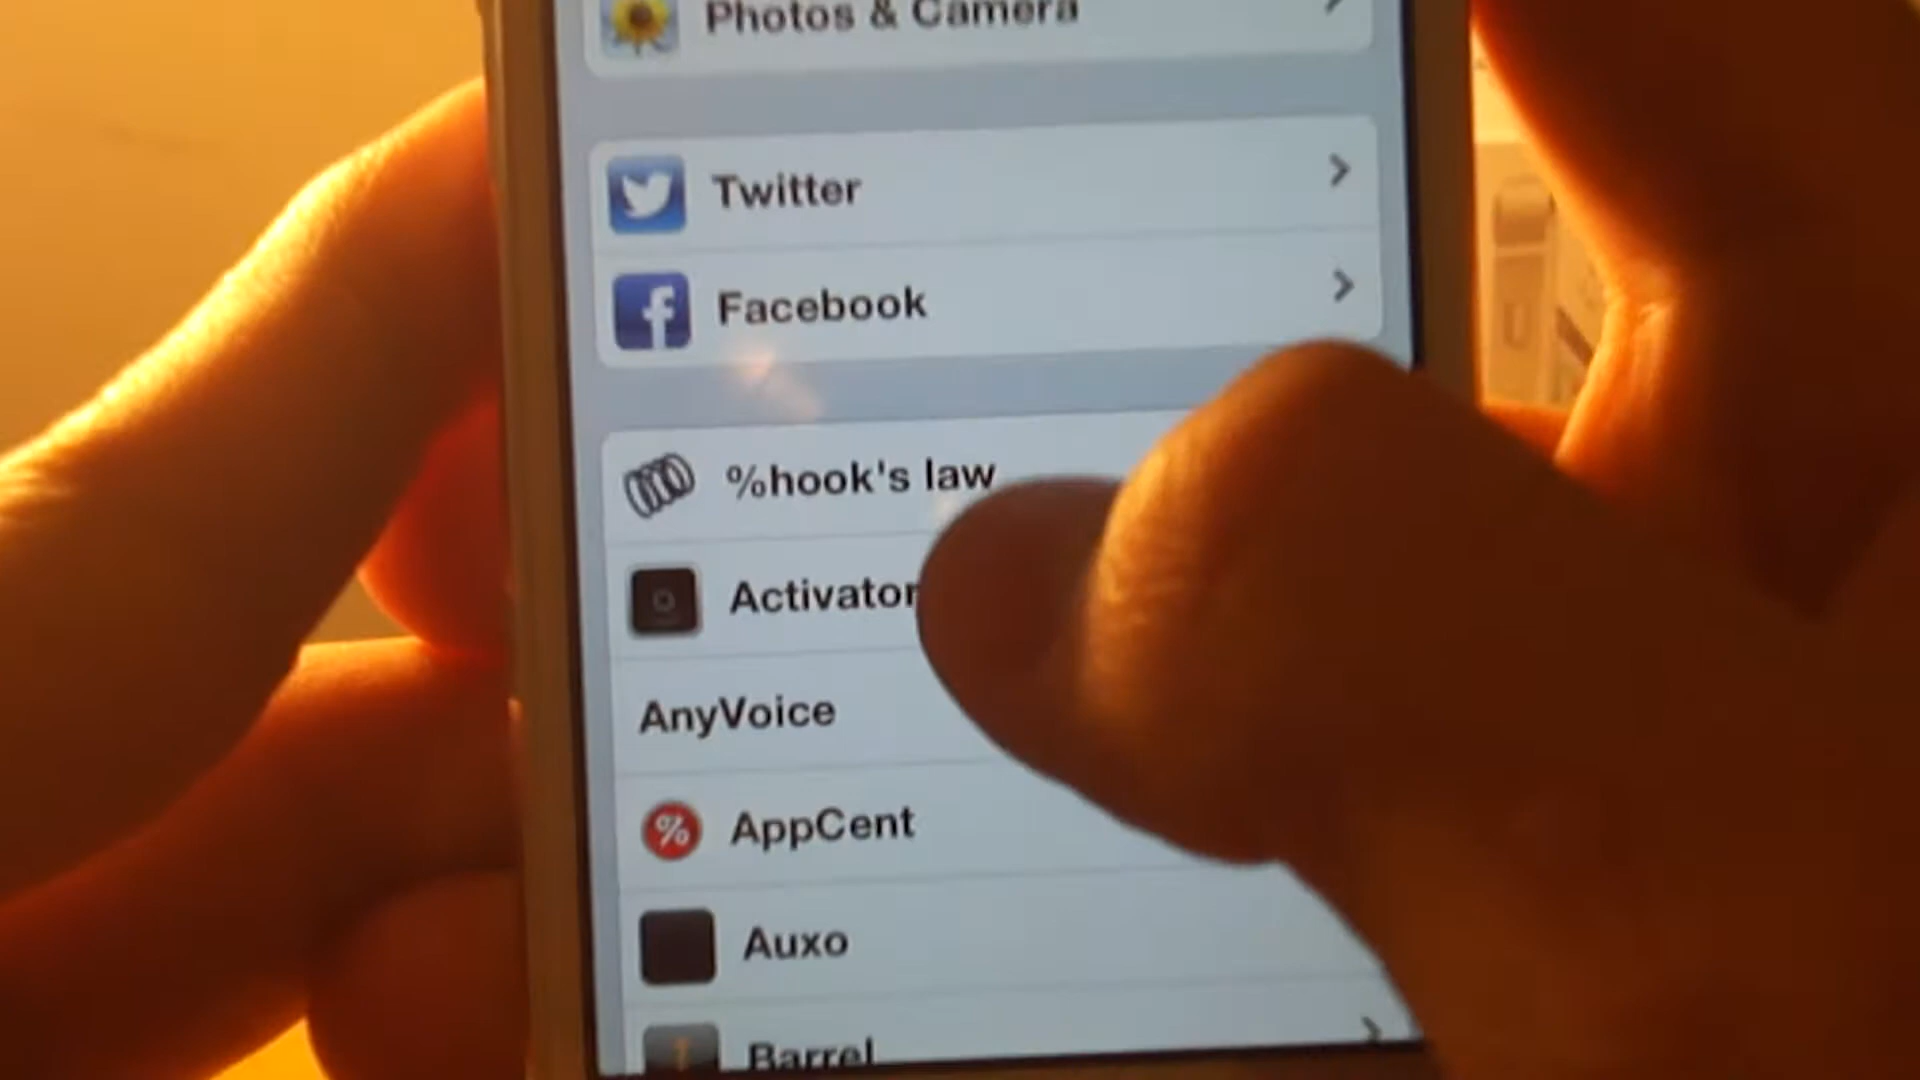 Photos & Camera
Twitter
Facebook
%hook's law
Activator
AnyVoice
AppCent
Auxo
Barrel